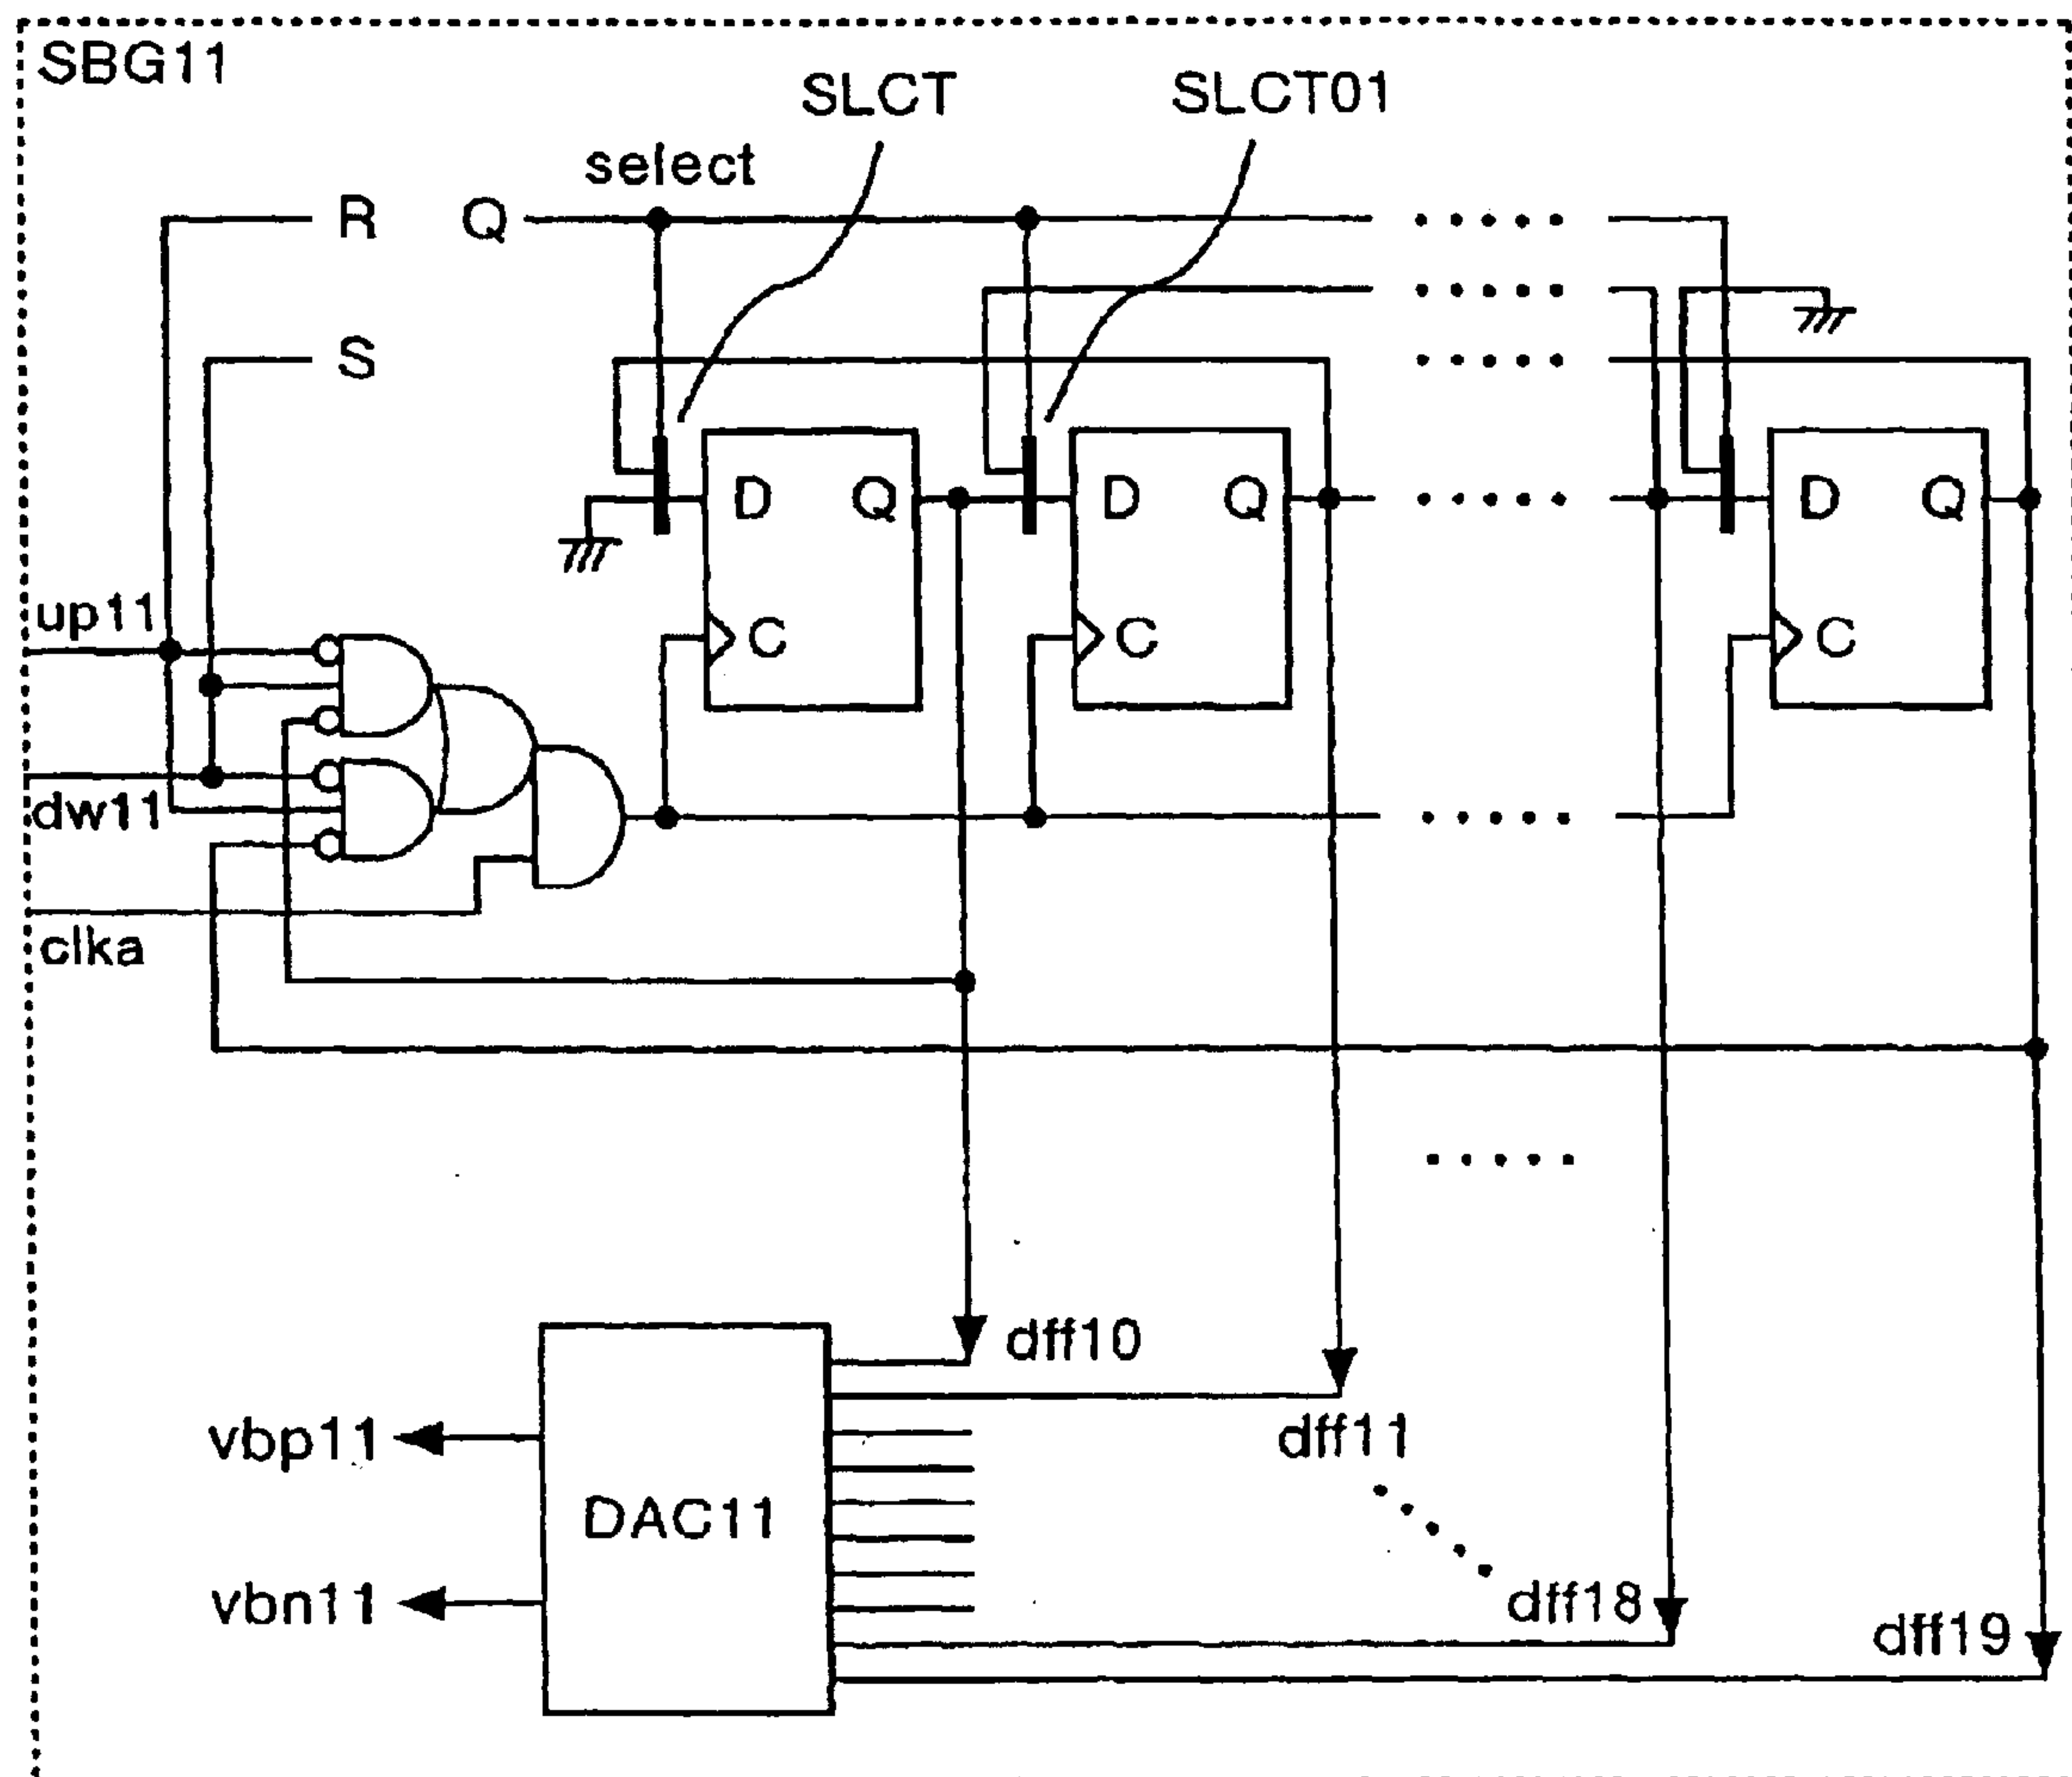 SBG11
SLCT
SLCT01
select
R
Q
S
D
Q
D
Q
D
Q
up11
C
C
C
dw11
clka
dff10
vbp11
dff11
DAC11
vbn11
dff18
dff19